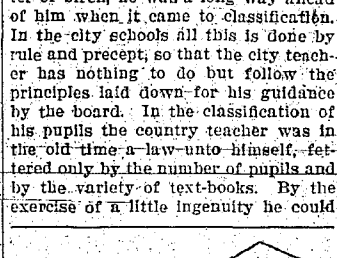 of him when it came to classification.
In the city schools all this is done by
rule and precept, so that the city teach-
er has nothing to do but follow the
principles laid down for his guidance
by the board. In the classification of
his pupils the country teacher was in
the old time a law unto himself, fet-
tered only by the number of pupils and
by the variety of text-books. By the
exercise of a little ingenuity he could